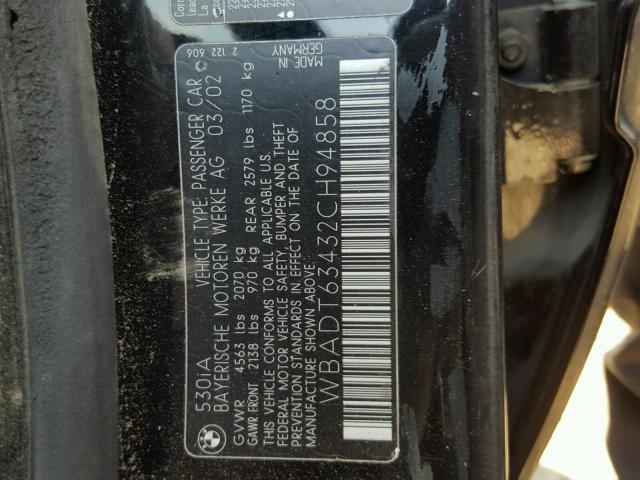 530IA VEHICLE TYPE: PASSENGER CAR
BAYERISCHE MOTOREN WERKE AG 03/02
GVWR 4563 lbs 2070 kg
GAWR FRONT 2138 lbs 970 kg REAR 2579 lbs 1170 kg
THIS VEHICLE CONFORMS TO ALL APPLICABLE U.S.
FEDERAL MOTOR VEHICLE SAFETY, BUMPER AND THEFT
PREVENTION STANDARDS IN EFFECT ON THE DATE OF
MANUFACTURE SHOWN ABOVE.
WBADT63432CH94858
2 122 606
MADE IN
GERMANY